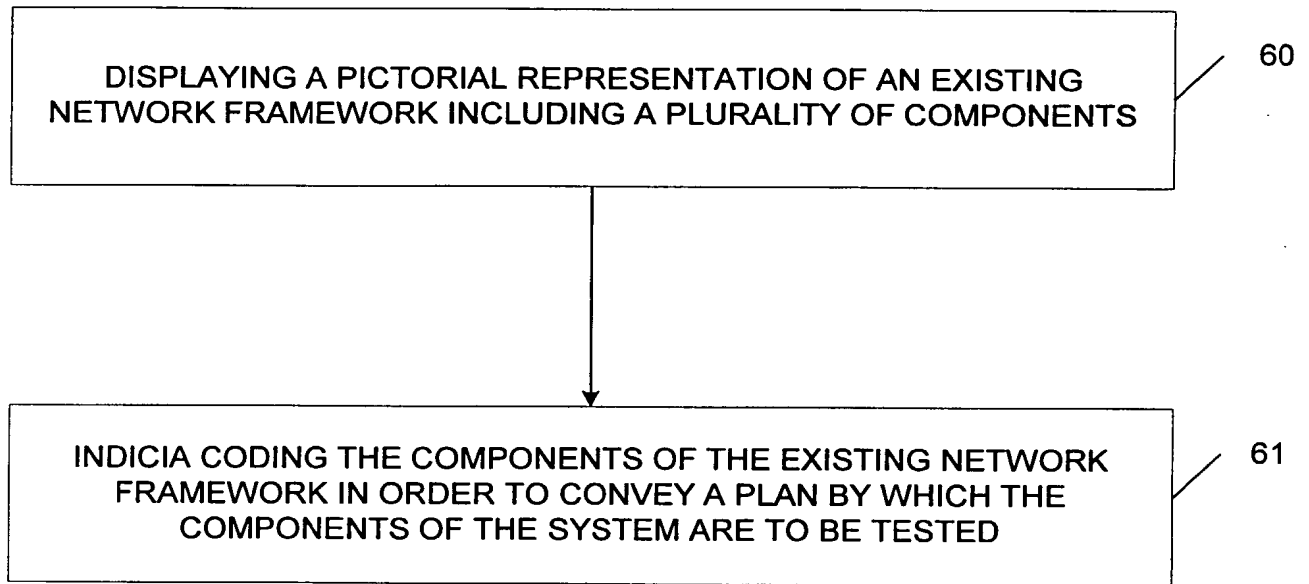 DISPLAYING A PICTORIAL REPRESENTATION OF AN EXISTING
NETWORK FRAMEWORK INCLUDING A PLURALITY OF COMPONENTS
60
INDICIA CODING THE COMPONENTS OF THE EXISTING NETWORK
FRAMEWORK IN ORDER TO CONVEY A PLAN BY WHICH THE
COMPONENTS OF THE SYSTEM ARE TO BE TESTED
61